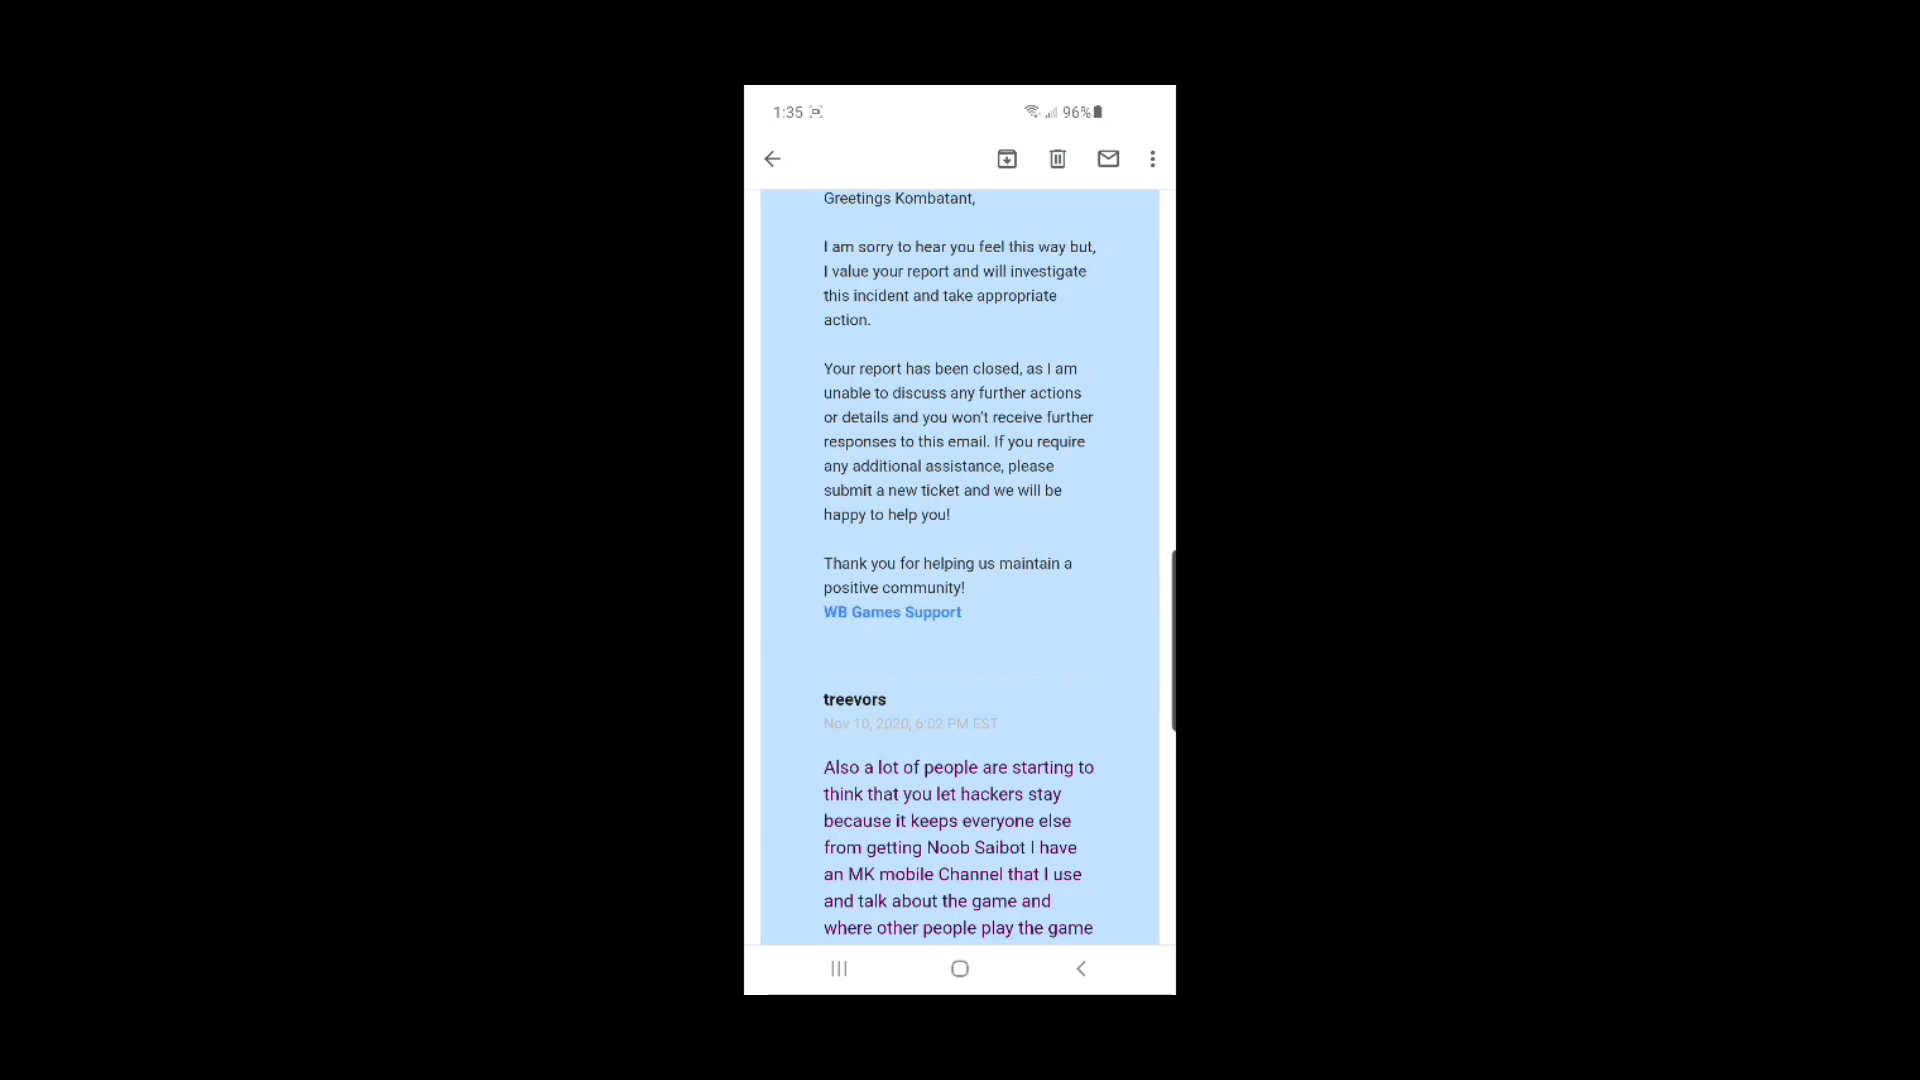 1:35
96%
Greetings Kombatant,
I am sorry to hear you feel this way but,
I value your report and will investigate
this incident and take appropriate
action.
Your report has been closed, as I am
unable to discuss any further actions
or details and you won't receive further
responses to this email. If you require
any additional assistance, please
submit a new ticket and we will be
happy to help you!
Thank you for helping us maintain a
positive community!
WB Games Support
treevors
Nov 10, 2020, 6:02 PM EST
Also a lot of people are starting to
think that you let hackers stay
because it keeps everyone else
from getting Noob Saibot I have
an MK mobile Channel that I use
and talk about the game and
where other people play the game